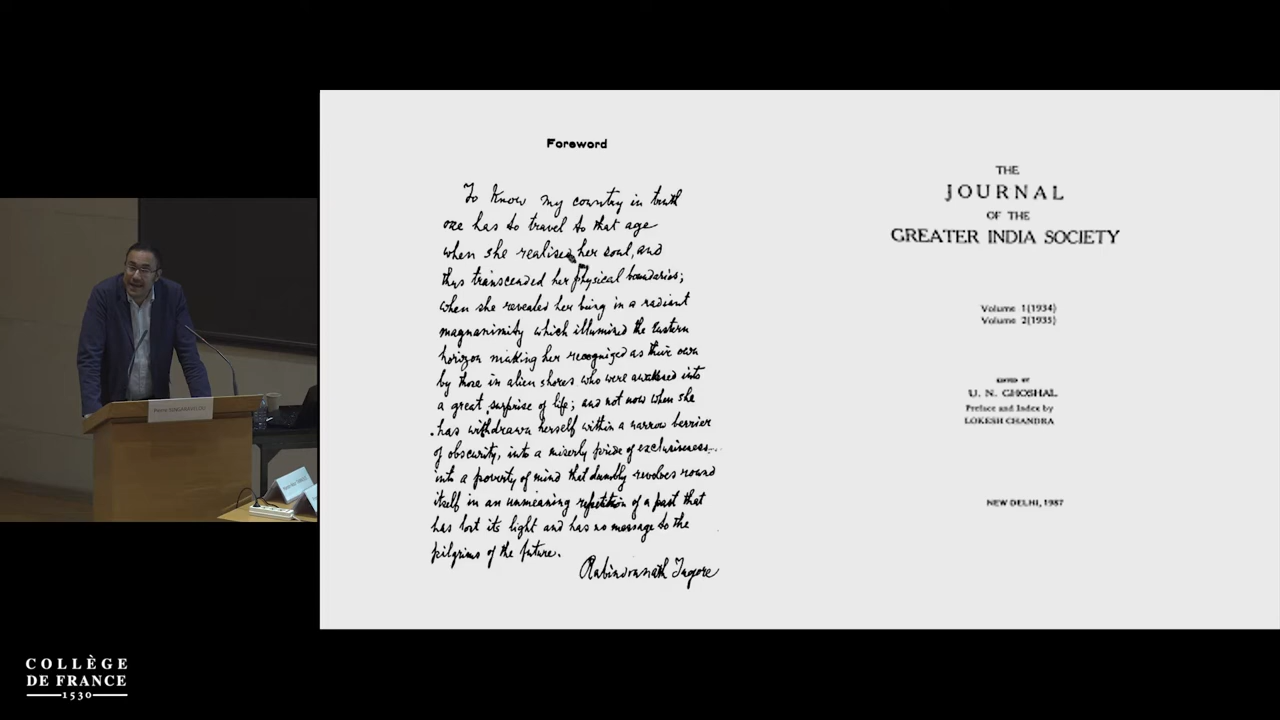 Foreword
To know my country in truth
one has to travel to that age
when she realised her soul, and
thus transcended her physical boundaries;
when she revealed her being in a radiant
magnanimity which illumined the Eastern
horizon making her recognized as their own
by those in alien shores who were awakened into
a great surprise of life; and not now when she
has withdrawn herself within a narrow barrier
of obscurity, into a miserly pride of exclusiveness,
into a poverty of mind that dumbly revolves round
itself in an unmeaning repetition of a past that
has lost its light and has no message to the
pilgrims of the future.
Rabindranath Tagore
THE
JOURNAL
OF THE
GREATER INDIA SOCIETY
Volume 1(1934)
Volume 2(1935)
EDITED BY
U. N. GHOSHAL
Preface and Index by
LOKESH CHANDRA
NEW DELHI, 1987
COLLÈGE
DE FRANCE
1530